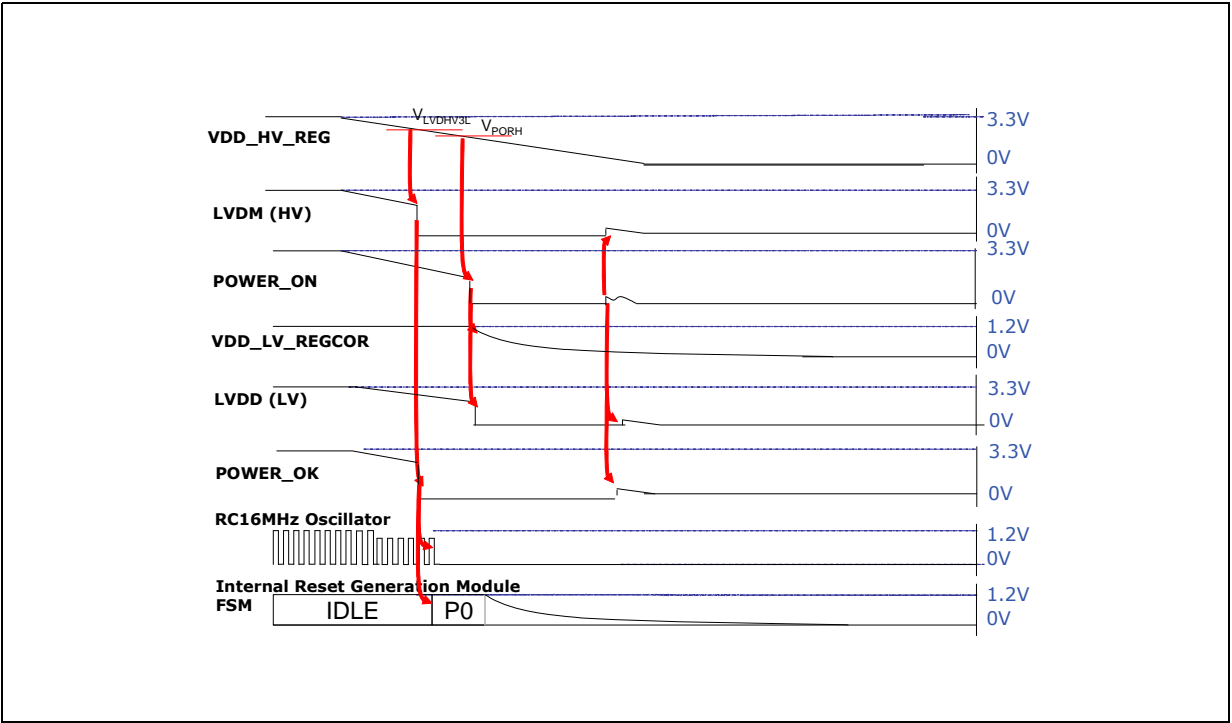 V_LVDHV3L
V_PORH
3.3V
VDD_HV_REG
0V
3.3V
LVDM (HV)
0V
3.3V
POWER_ON
0V
1.2V
VDD_LV_REGCOR
0V
3.3V
LVDD (LV)
0V
3.3V
POWER_OK
0V
RC16MHz Oscillator
1.2V
0V
Internal Reset Generation Module
1.2V
FSM
IDLE
P0
0V